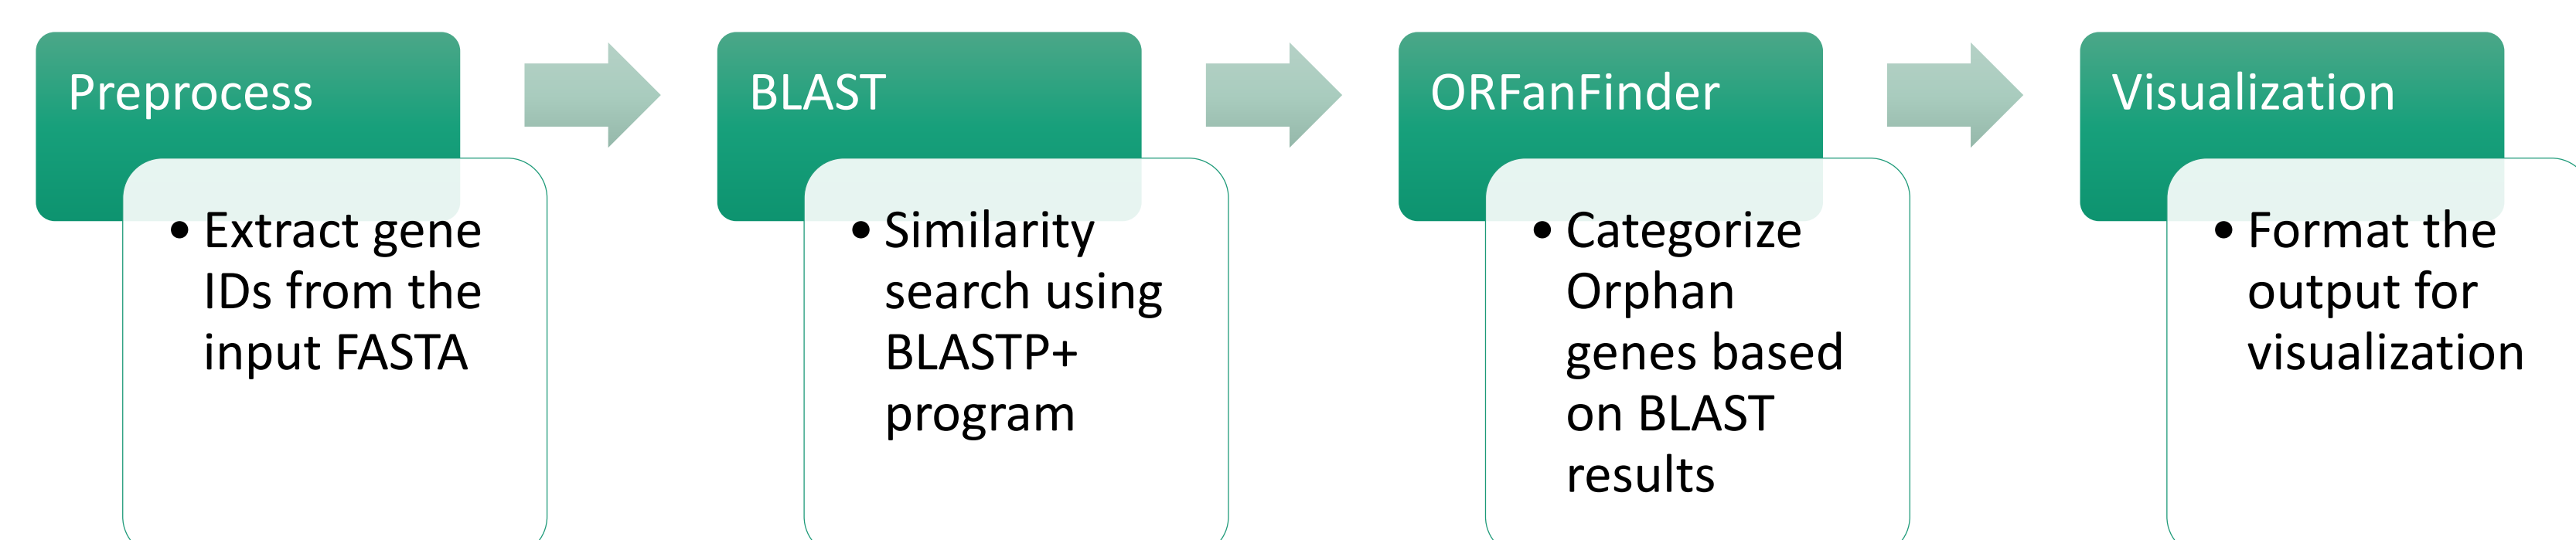 Preprocess
• Extract gene
IDs from the
input FASTA
BLAST
• Similarity
search using
BLASTP+
program
ORFanFinder
• Categorize
Orphan
genes based
on BLAST
results
Visualization
• Format the
output for
visualization